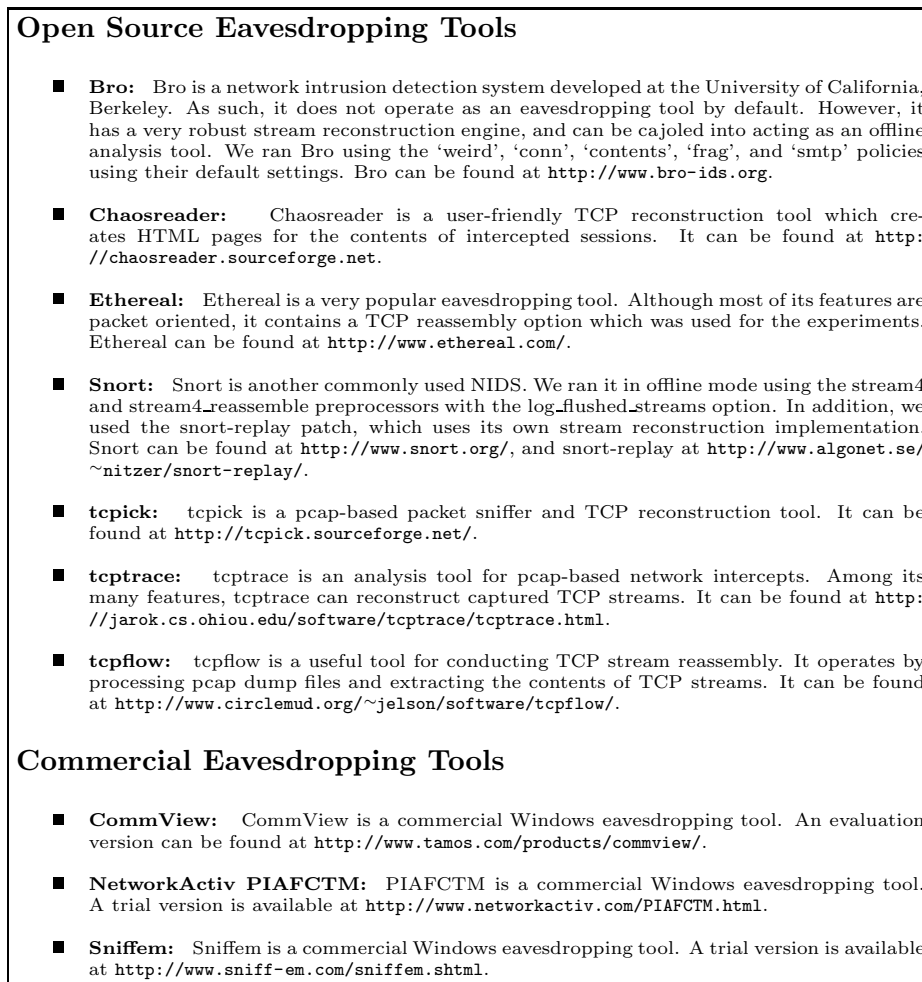 Open Source Eavesdropping Tools
■ Bro: Bro is a network intrusion detection system developed at the University of California,
Berkeley. As such, it does not operate as an eavesdropping tool by default. However, it
has a very robust stream reconstruction engine, and can be cajoled into acting as an offline
analysis tool. We ran Bro using the ‘weird’, ‘conn’, ‘contents’, ‘frag’, and ‘smtp’ policies
using their default settings. Bro can be found at http://www.bro-ids.org.
■ Chaosreader: Chaosreader is a user-friendly TCP reconstruction tool which cre-
ates HTML pages for the contents of intercepted sessions. It can be found at http:
//chaosreader.sourceforge.net.
■ Ethereal: Ethereal is a very popular eavesdropping tool. Although most of its features are
packet oriented, it contains a TCP reassembly option which was used for the experiments.
Ethereal can be found at http://www.ethereal.com/.
■ Snort: Snort is another commonly used NIDS. We ran it in offline mode using the stream4
and stream4_reassemble preprocessors with the log_flushed_streams option. In addition, we
used the snort-replay patch, which uses its own stream reconstruction implementation.
Snort can be found at http://www.snort.org/, and snort-replay at http://www.algonet.se/
~nitzer/snort-replay/.
■ tcpick: tcpick is a pcap-based packet sniffer and TCP reconstruction tool. It can be
found at http://tcpick.sourceforge.net/.
■ tcptrace: tcptrace is an analysis tool for pcap-based network intercepts. Among its
many features, tcptrace can reconstruct captured TCP streams. It can be found at http:
//jarok.cs.ohiou.edu/software/tcptrace/tcptrace.html.
■ tcpflow: tcpflow is a useful tool for conducting TCP stream reassembly. It operates by
processing pcap dump files and extracting the contents of TCP streams. It can be found
at http://www.circlemud.org/~jelson/software/tcpflow/.
Commercial Eavesdropping Tools
■ CommView: CommView is a commercial Windows eavesdropping tool. An evaluation
version can be found at http://www.tamos.com/products/commview/.
■ NetworkActiv PIAFCTM: PIAFCTM is a commercial Windows eavesdropping tool.
A trial version is available at http://www.networkactiv.com/PIAFCTM.html.
■ Sniffem: Sniffem is a commercial Windows eavesdropping tool. A trial version is available
at http://www.sniff-em.com/sniffem.shtml.